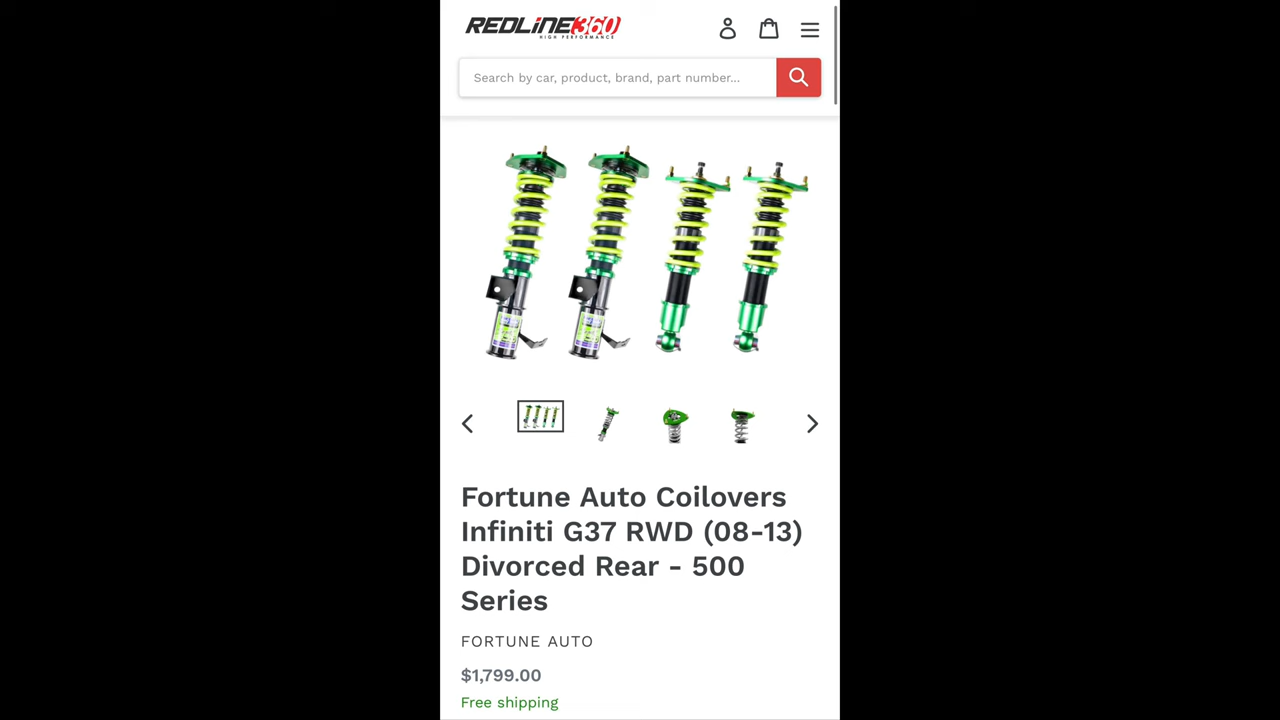 REDLINE360
HIGH PERFORMANCE
Search by car, product, brand, part number...
Fortune Auto Coilovers
Infiniti G37 RWD (08-13)
Divorced Rear - 500
Series
FORTUNE AUTO
$1,799.00
Free shipping